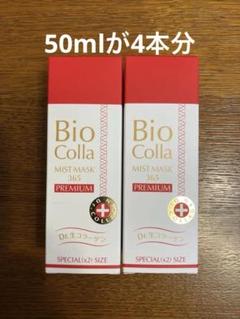 50mlが4本分
Bio
Colla
MIST MASK
365
PREMIUM
Dr.生コラーゲン
SPECIAL(x2) SIZE
Bio
Colla
MIST MASK
365
PREMIUM
Dr.生コラーゲン
SPECIAL(x2) SIZE